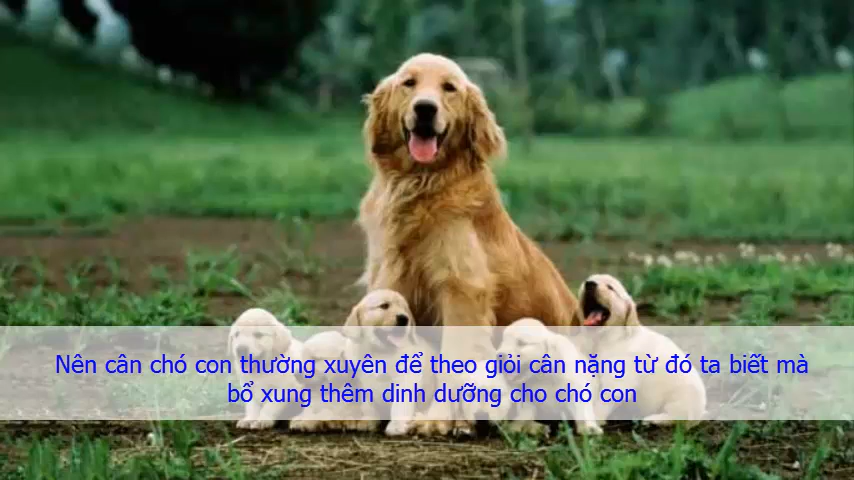 Nên cân chó con thường xuyên để theo giỏi cân nặng từ đó ta biết mà
bổ xung thêm dinh dưỡng cho chó con